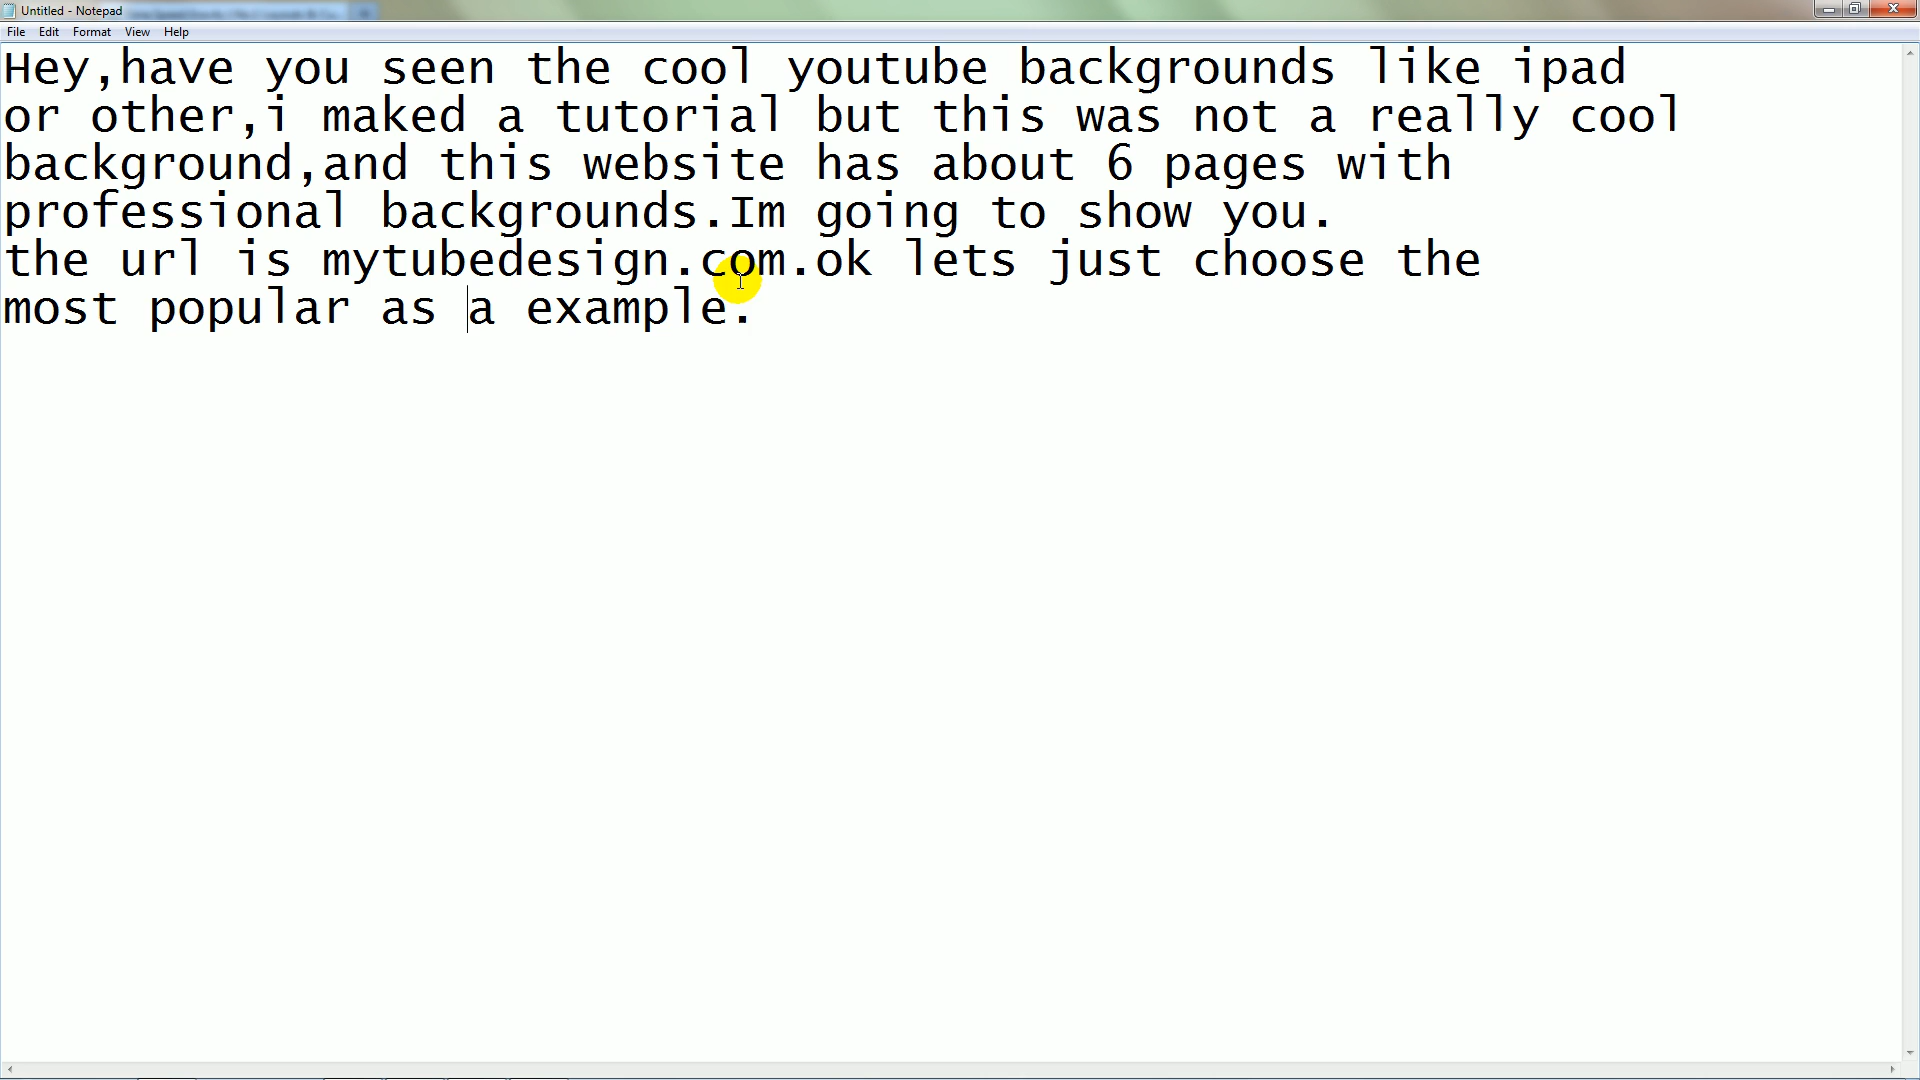 Untitled - Notepad
File Edit Format View Help
Hey,have you seen the cool youtube backgrounds like ipad
or other,i maked a tutorial but this was not a really cool
background,and this website has about 6 pages with
professional backgrounds.Im going to show you.
the url is mytubedesign.com.ok lets just choose the
most popular as a example.